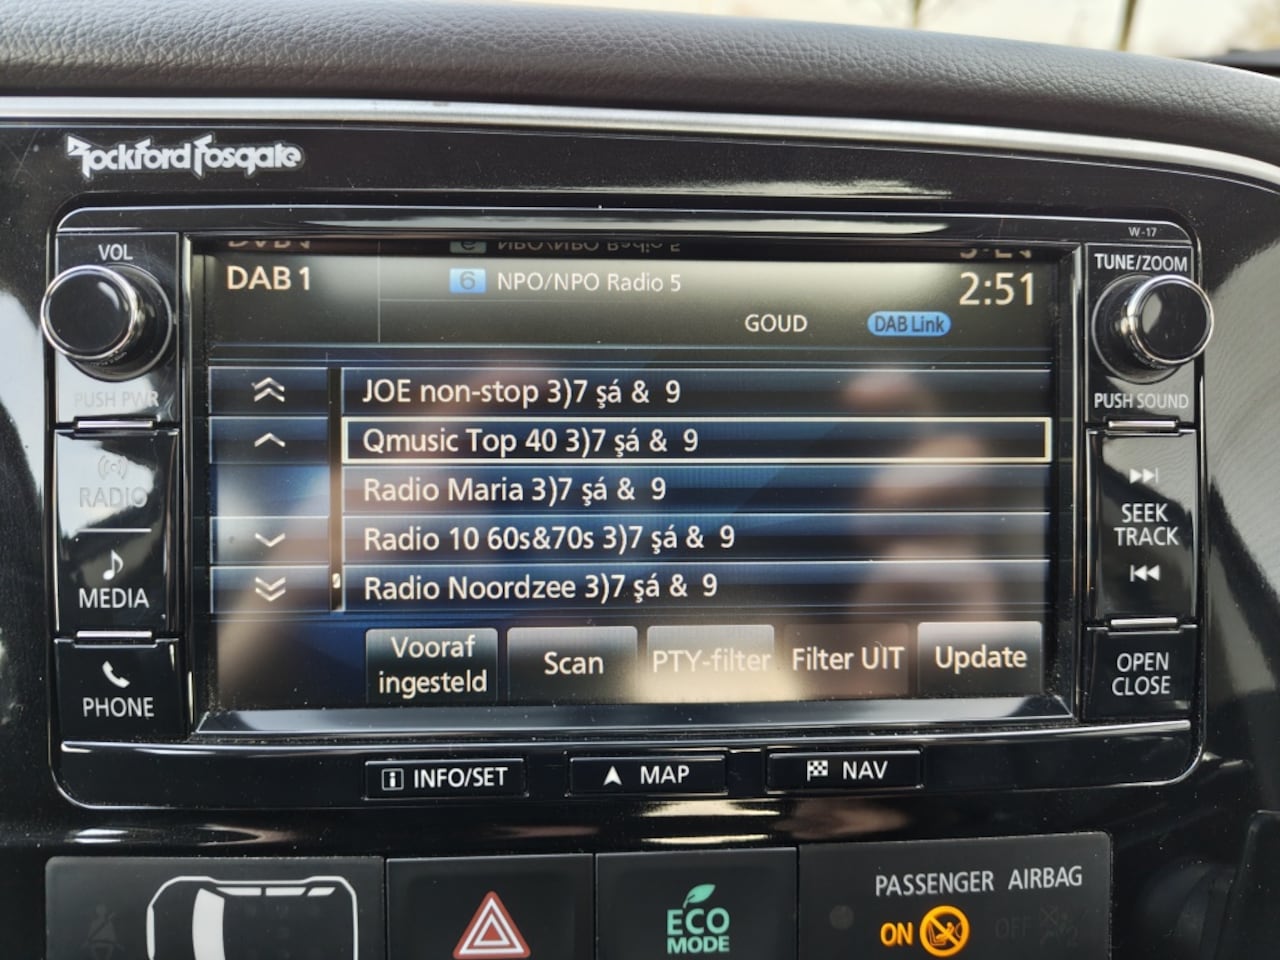 Rockford Fosgate
W-17
VOL
TUNE/ZOOM
DAB 1
6 NPO/NPO Radio 5
2:51
GOUD
DAB Link
PUSH PWR
PUSH SOUND
JOE non-stop 3)7 şá & 9
Qmusic Top 40 3)7 şá & 9
Radio Maria 3)7 şá & 9
Radio 10 60s&70s 3)7 şá & 9
Radio Noordzee 3)7 şá & 9
RADIO
SEEK
TRACK
MEDIA
Vooraf
ingesteld
Scan
PTY-filter
Filter UIT
Update
PHONE
OPEN
CLOSE
i INFO/SET
MAP
NAV
PASSENGER AIRBAG
ECO
MODE
ON
OFF